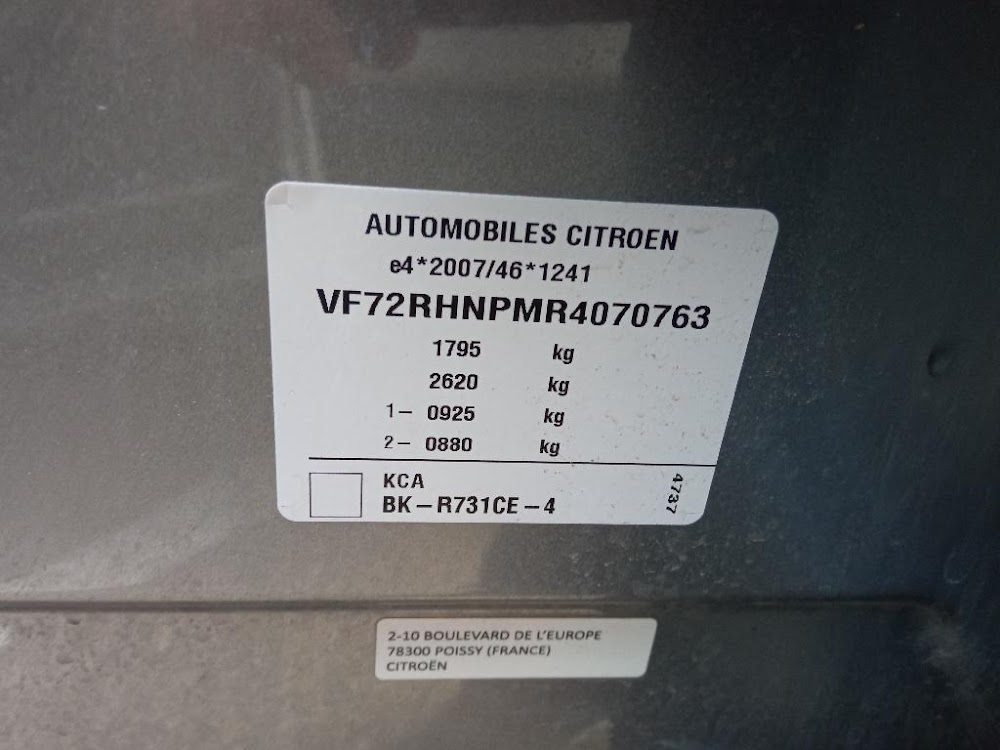 AUTOMOBILES CITROEN
e4*2007/46*1241
VF72RHNPMR4070763
1795 kg
2620 kg
1– 0925 kg
2– 0880 kg
KCA
BK–R731CE–4
4737
2-10 BOULEVARD DE L'EUROPE
78300 POISSY (FRANCE)
CITROËN